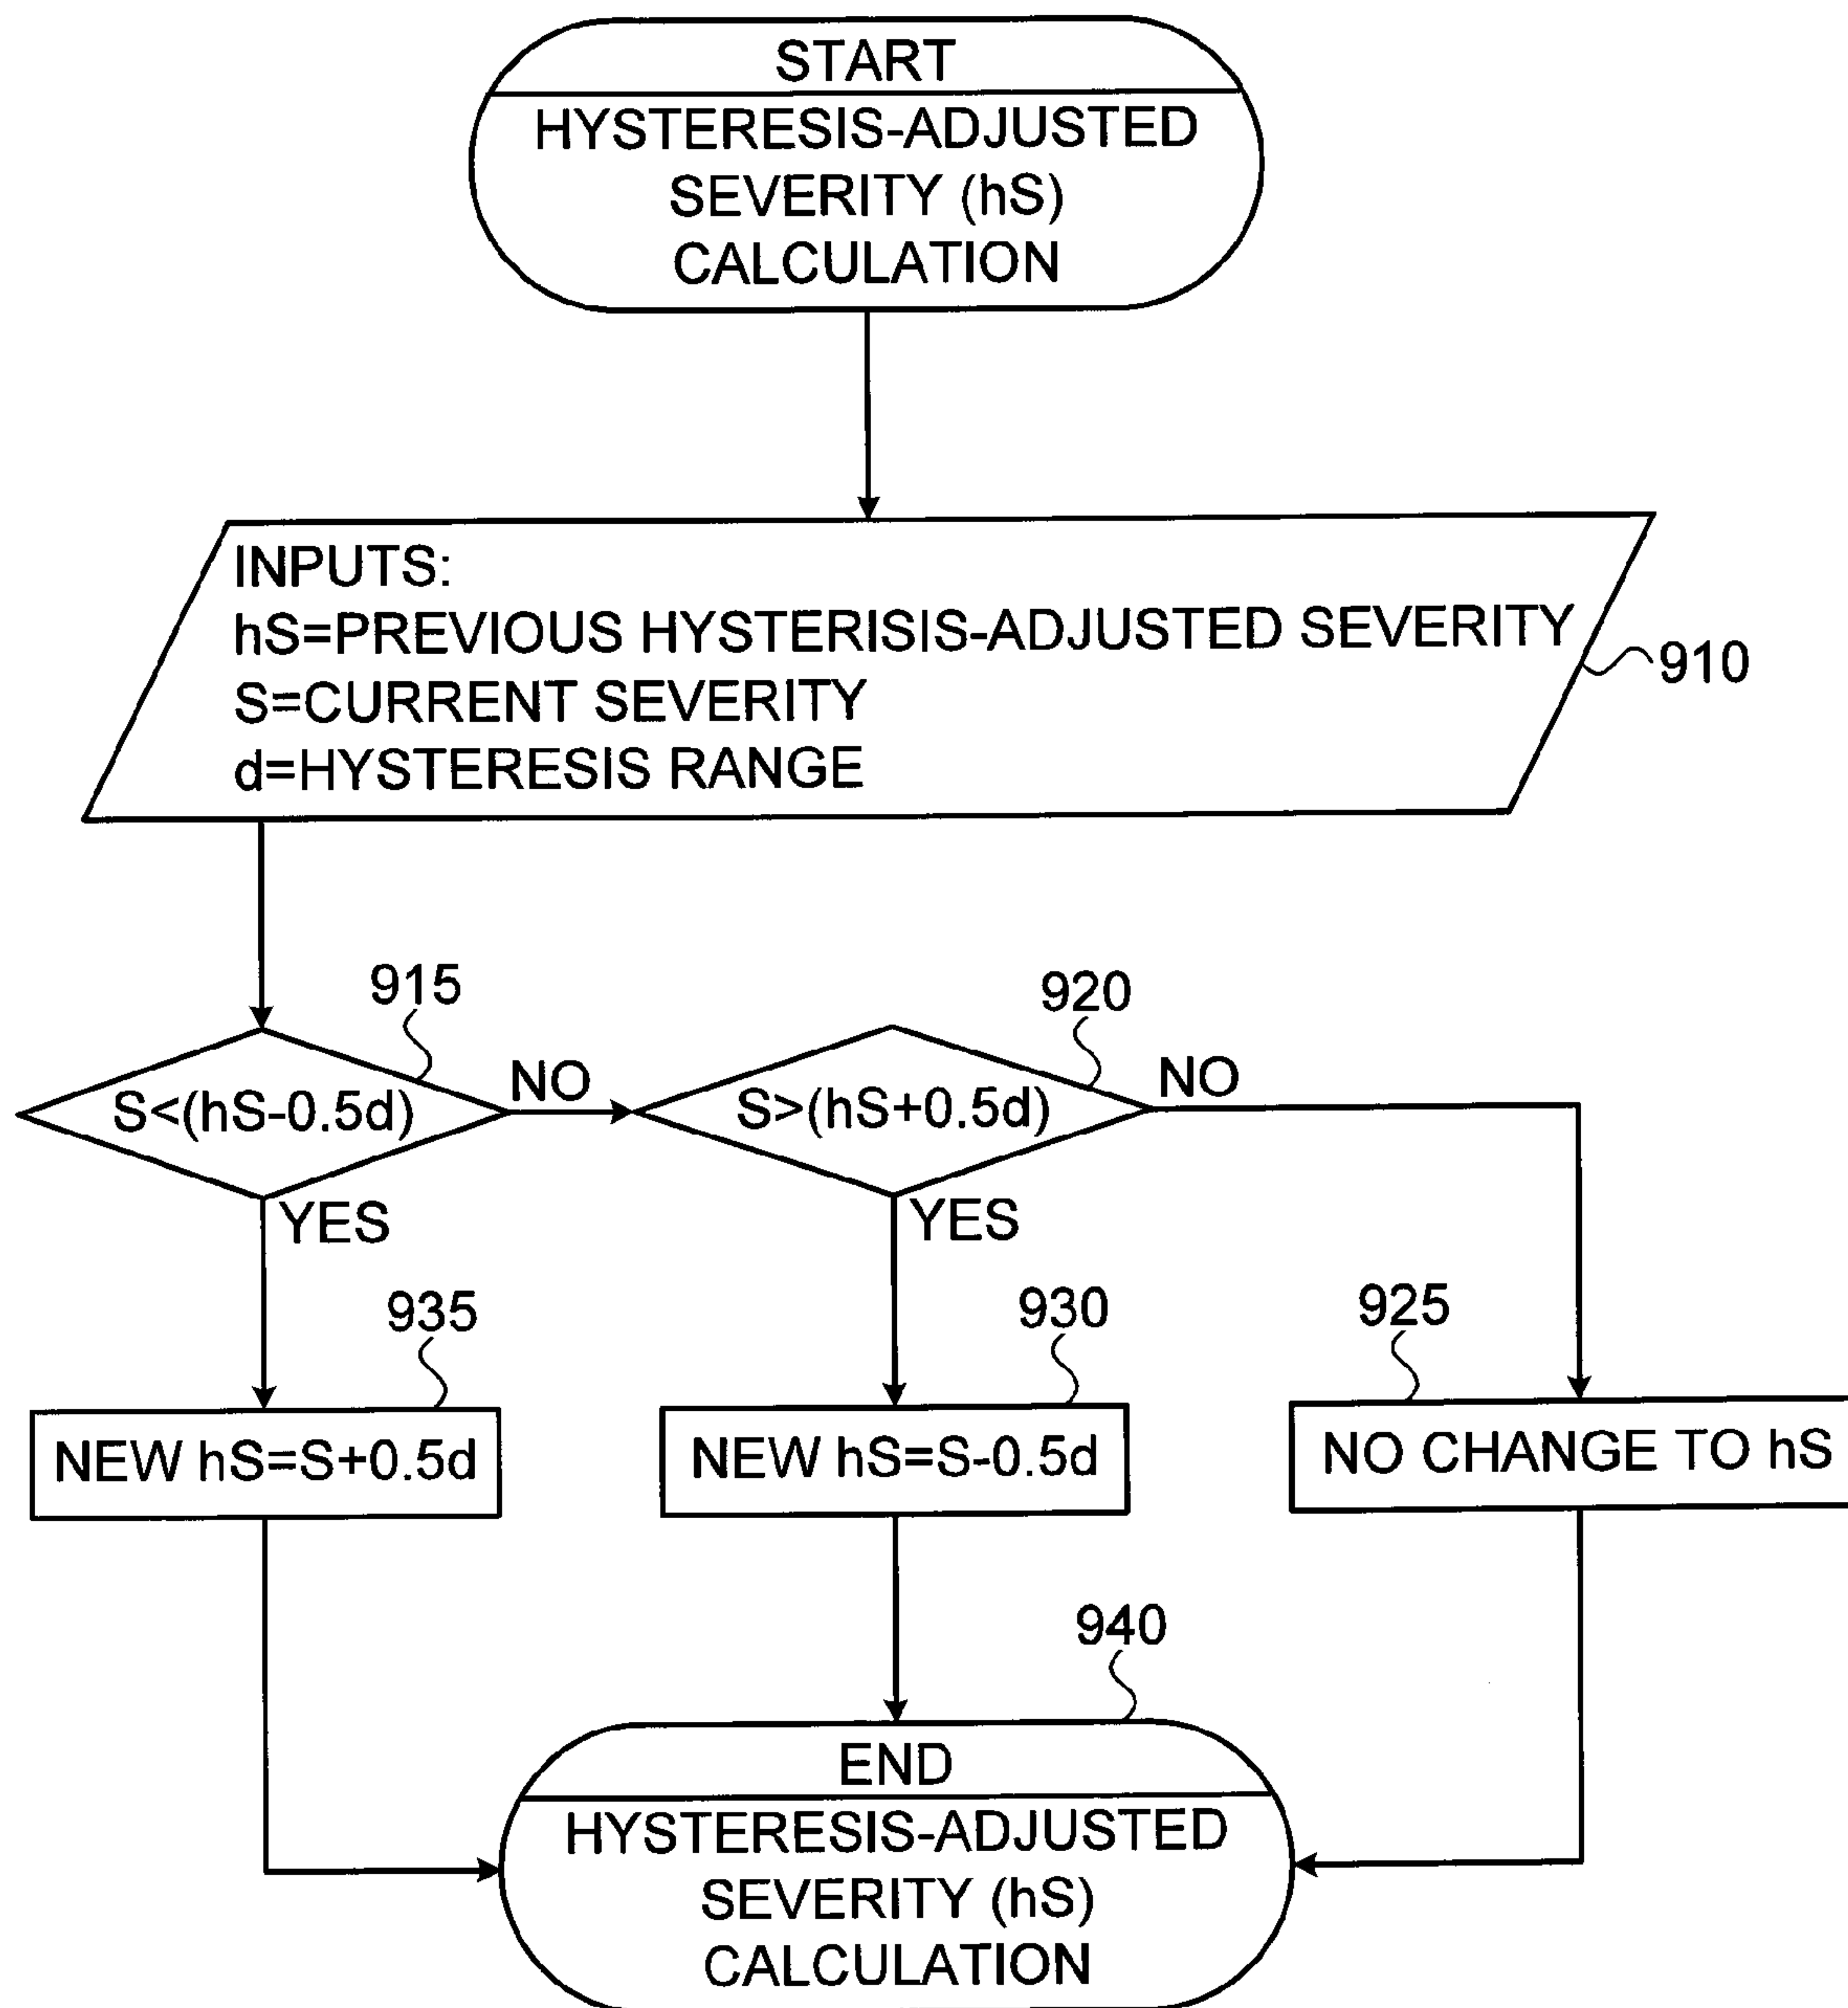 START
HYSTERESIS-ADJUSTED
SEVERITY (hS)
CALCULATION
INPUTS:
hS=PREVIOUS HYSTERISIS-ADJUSTED SEVERITY
S=CURRENT SEVERITY
d=HYSTERESIS RANGE
910
915
920
S<(hS-0.5d)
NO
S>(hS+0.5d)
NO
YES
YES
935
930
925
NEW hS=S+0.5d
NEW hS=S-0.5d
NO CHANGE TO hS
940
END
HYSTERESIS-ADJUSTED
SEVERITY (hS)
CALCULATION